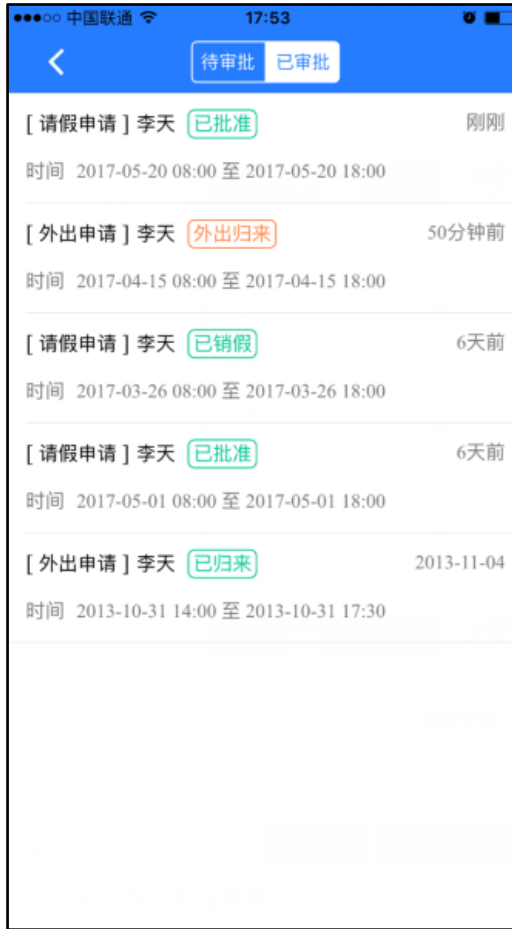 中国联通 17:53
待审批 已审批
[ 请假申请 ] 李天 已批准 刚刚
时间 2017-05-20 08:00 至 2017-05-20 18:00
[ 外出申请 ] 李天 外出归来 50分钟前
时间 2017-04-15 08:00 至 2017-04-15 18:00
[ 请假申请 ] 李天 已销假 6天前
时间 2017-03-26 08:00 至 2017-03-26 18:00
[ 请假申请 ] 李天 已批准 6天前
时间 2017-05-01 08:00 至 2017-05-01 18:00
[ 外出申请 ] 李天 已归来 2013-11-04
时间 2013-10-31 14:00 至 2013-10-31 17:30